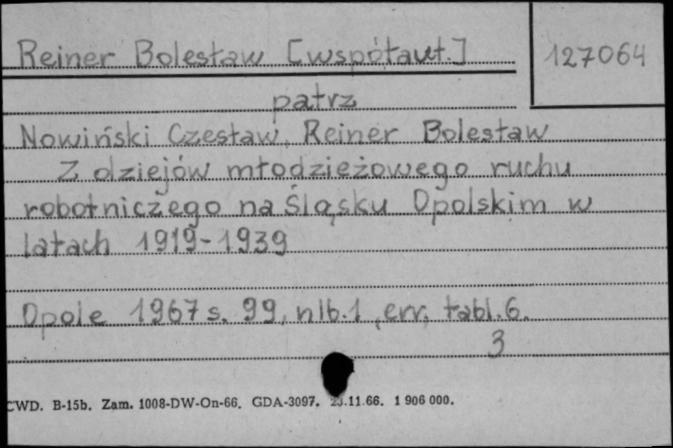 Reiner Bolesław [współaut.]
127064
patrz
Nowiński Czesław, Reiner Bolesław
Z dziejów młodzieżowego ruchu
robotniczego na Śląsku Opolskim w
latach 1919-1939
Opole 1967 s. 99, nlb. 1, err, tabl. 6.
3
CWD. B-15b. Zam. 1008-DW-On-66. GDA-3097. .11.66. 1 906 000.